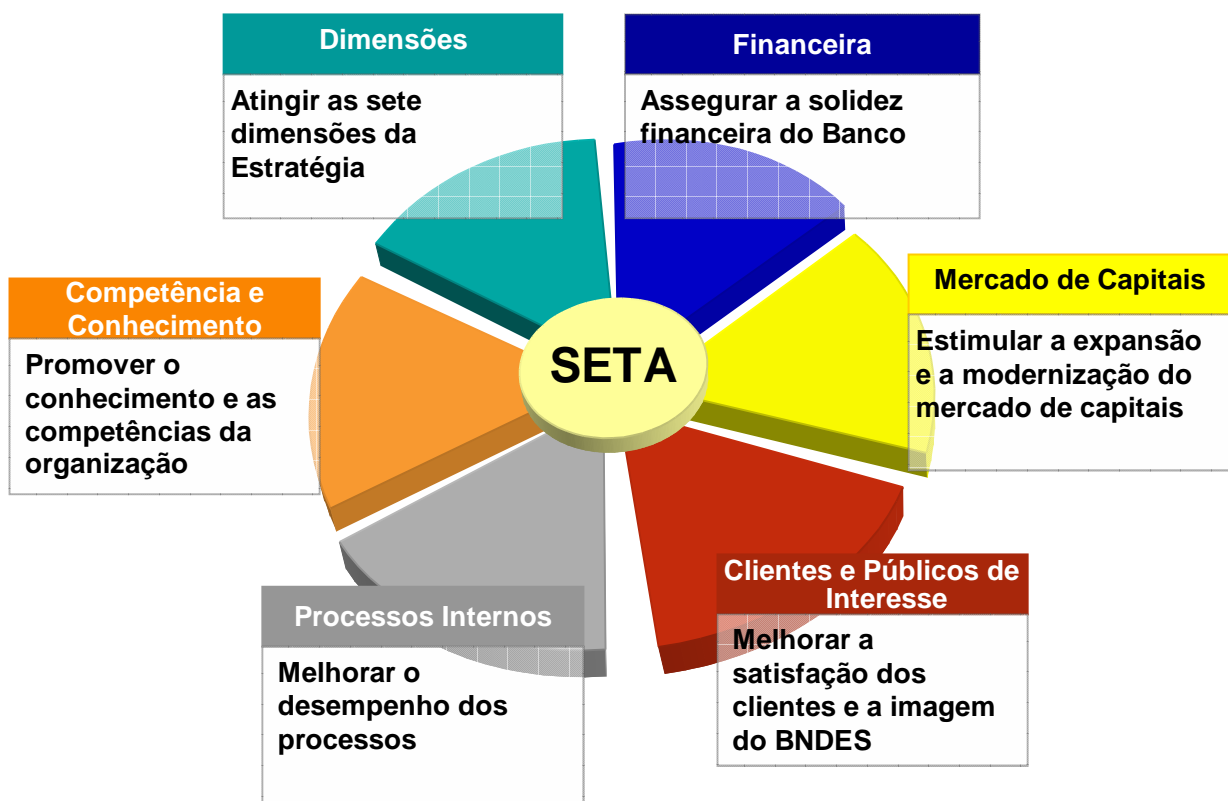 Dimensões
Atingir as sete
dimensões da
Estratégia
Financeira
Assegurar a solidez
financeira do Banco
Mercado de Capitais
Estimular a expansão
e a modernização do
mercado de capitais
Competência e
Conhecimento
Promover o
conhecimento e as
competências da
organização
SETA
Clientes e Públicos de
Interesse
Melhorar a
satisfação dos
clientes e a imagem
do BNDES
Processos Internos
Melhorar o
desempenho dos
processos